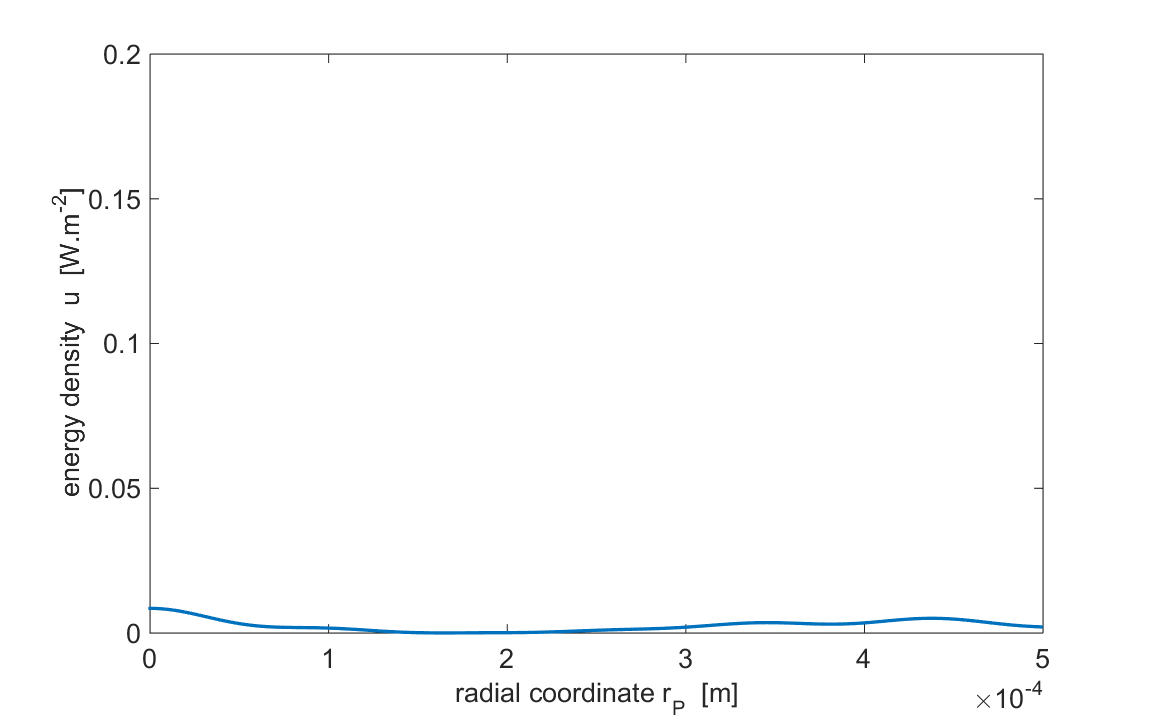 0.2
0.15
0.1
0.05
0
energy density u [W.m-2]
0 1 2 3 4 5
×10-4
radial coordinate rP [m]